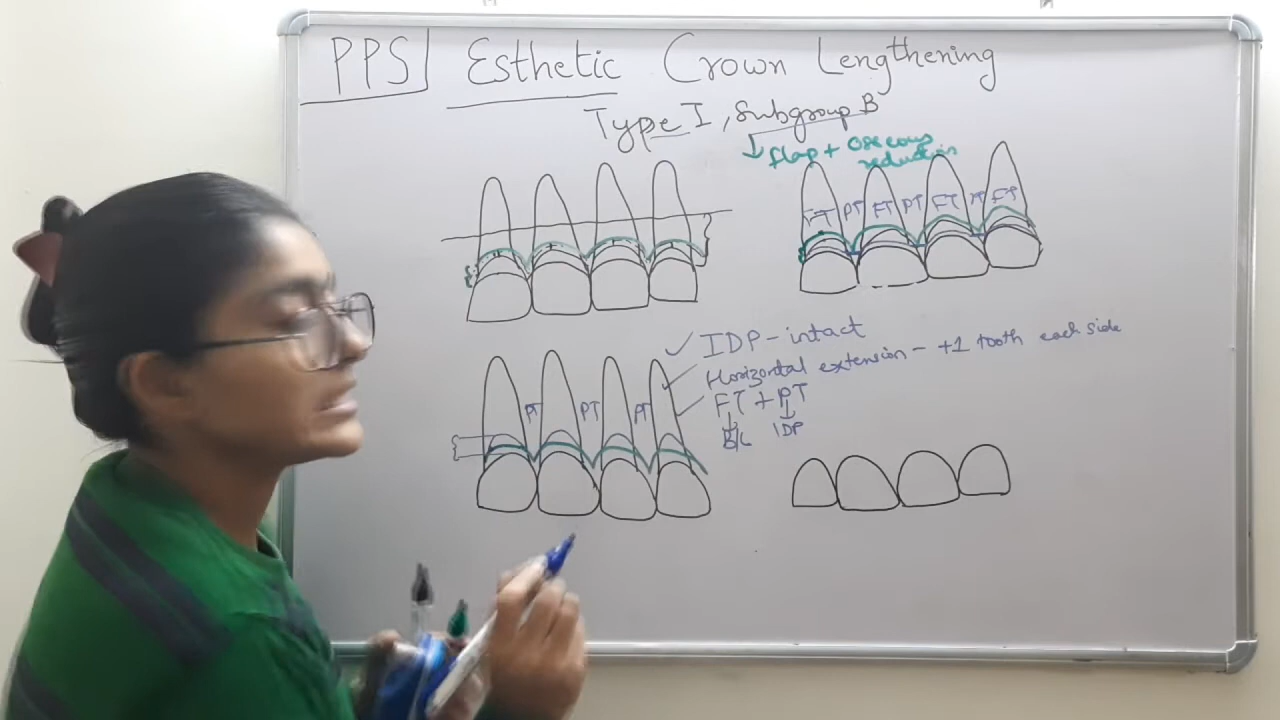 PPS Esthetic Crown Lengthening
Type I, Subgroup B
flap + Osseous
reduction
FT PT FT PT FT PT FT
IDP - intact
Horizontal extension - +1 tooth each side
FT + PT
B/L IDP
PT PT PT